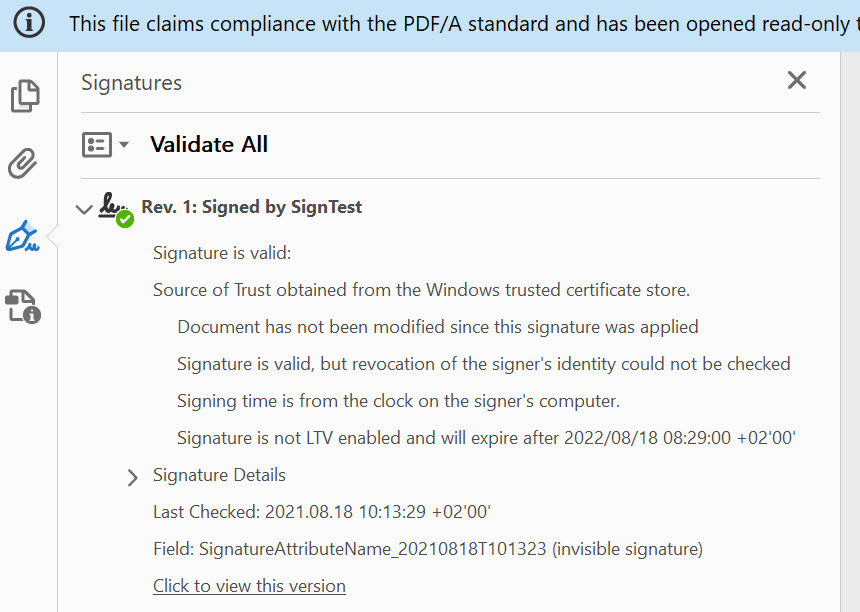 This file claims compliance with the PDF/A standard and has been opened read-only
Signatures
Validate All
Rev. 1: Signed by SignTest
Signature is valid:
Source of Trust obtained from the Windows trusted certificate store.
Document has not been modified since this signature was applied
Signature is valid, but revocation of the signer's identity could not be checked
Signing time is from the clock on the signer's computer.
Signature is not LTV enabled and will expire after 2022/08/18 08:29:00 +02'00'
Signature Details
Last Checked: 2021.08.18 10:13:29 +02'00'
Field: SignatureAttributeName_20210818T101323 (invisible signature)
Click to view this version